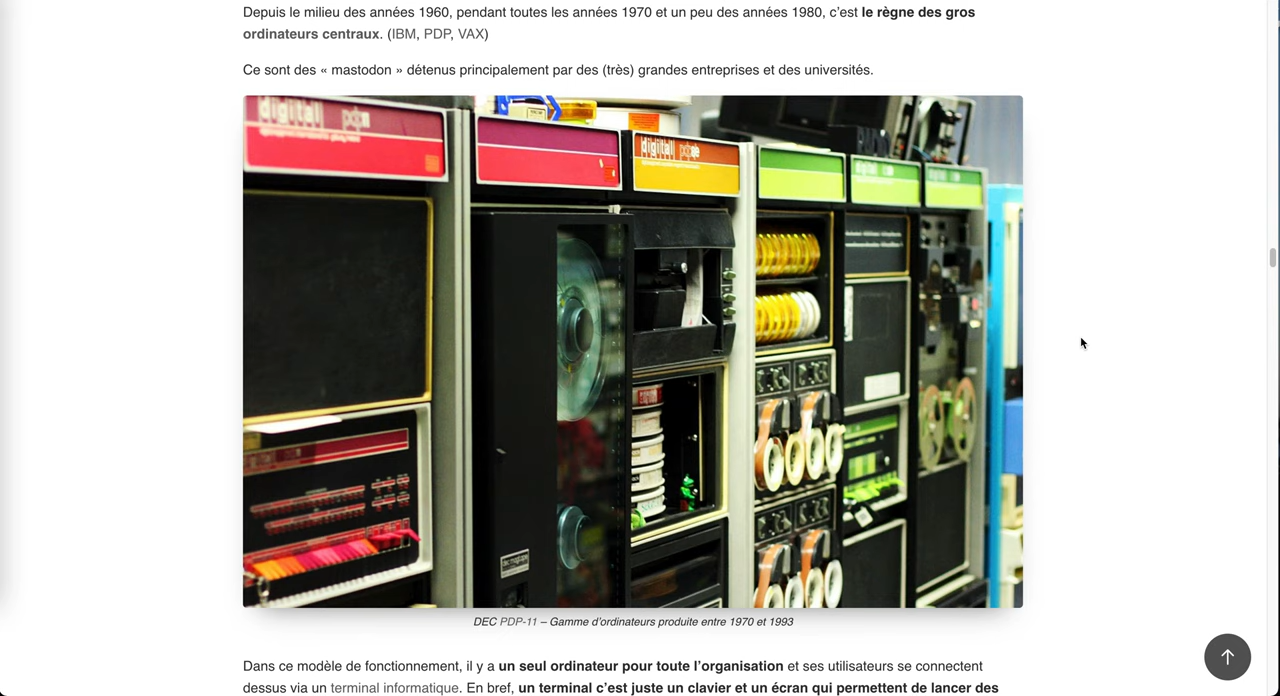 Depuis le milieu des années 1960, pendant toutes les années 1970 et un peu des années 1980, c’est le règne des gros
ordinateurs centraux. (IBM, PDP, VAX)
Ce sont des « mastodon » détenus principalement par des (très) grandes entreprises et des universités.
digital
digital
digital
DEC PDP-11 – Gamme d’ordinateurs produite entre 1970 et 1993
Dans ce modèle de fonctionnement, il y a un seul ordinateur pour toute l’organisation et ses utilisateurs se connectent
dessus via un terminal informatique. En bref, un terminal c’est juste un clavier et un écran qui permettent de lancer des